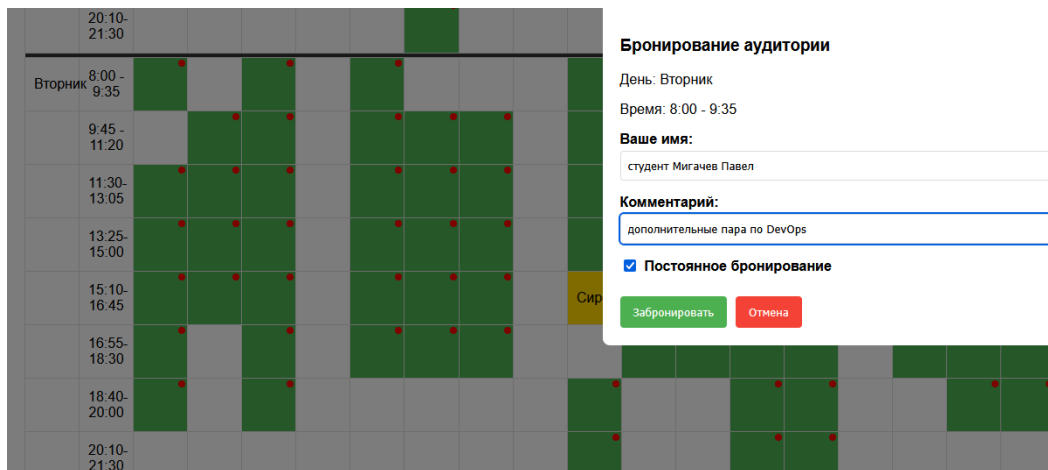 20:10-
21:30
Вторник
8:00 -
9:35
9:45 -
11:20
11:30-
13:05
13:25-
15:00
15:10-
16:45
Сир
16:55-
18:30
18:40-
20:00
20:10-
21:30
Бронирование аудитории
День: Вторник
Время: 8:00 - 9:35
Ваше имя:
студент Мигачев Павел
Комментарий:
дополнительные пара по DevOps
Постоянное бронирование
Забронировать
Отмена